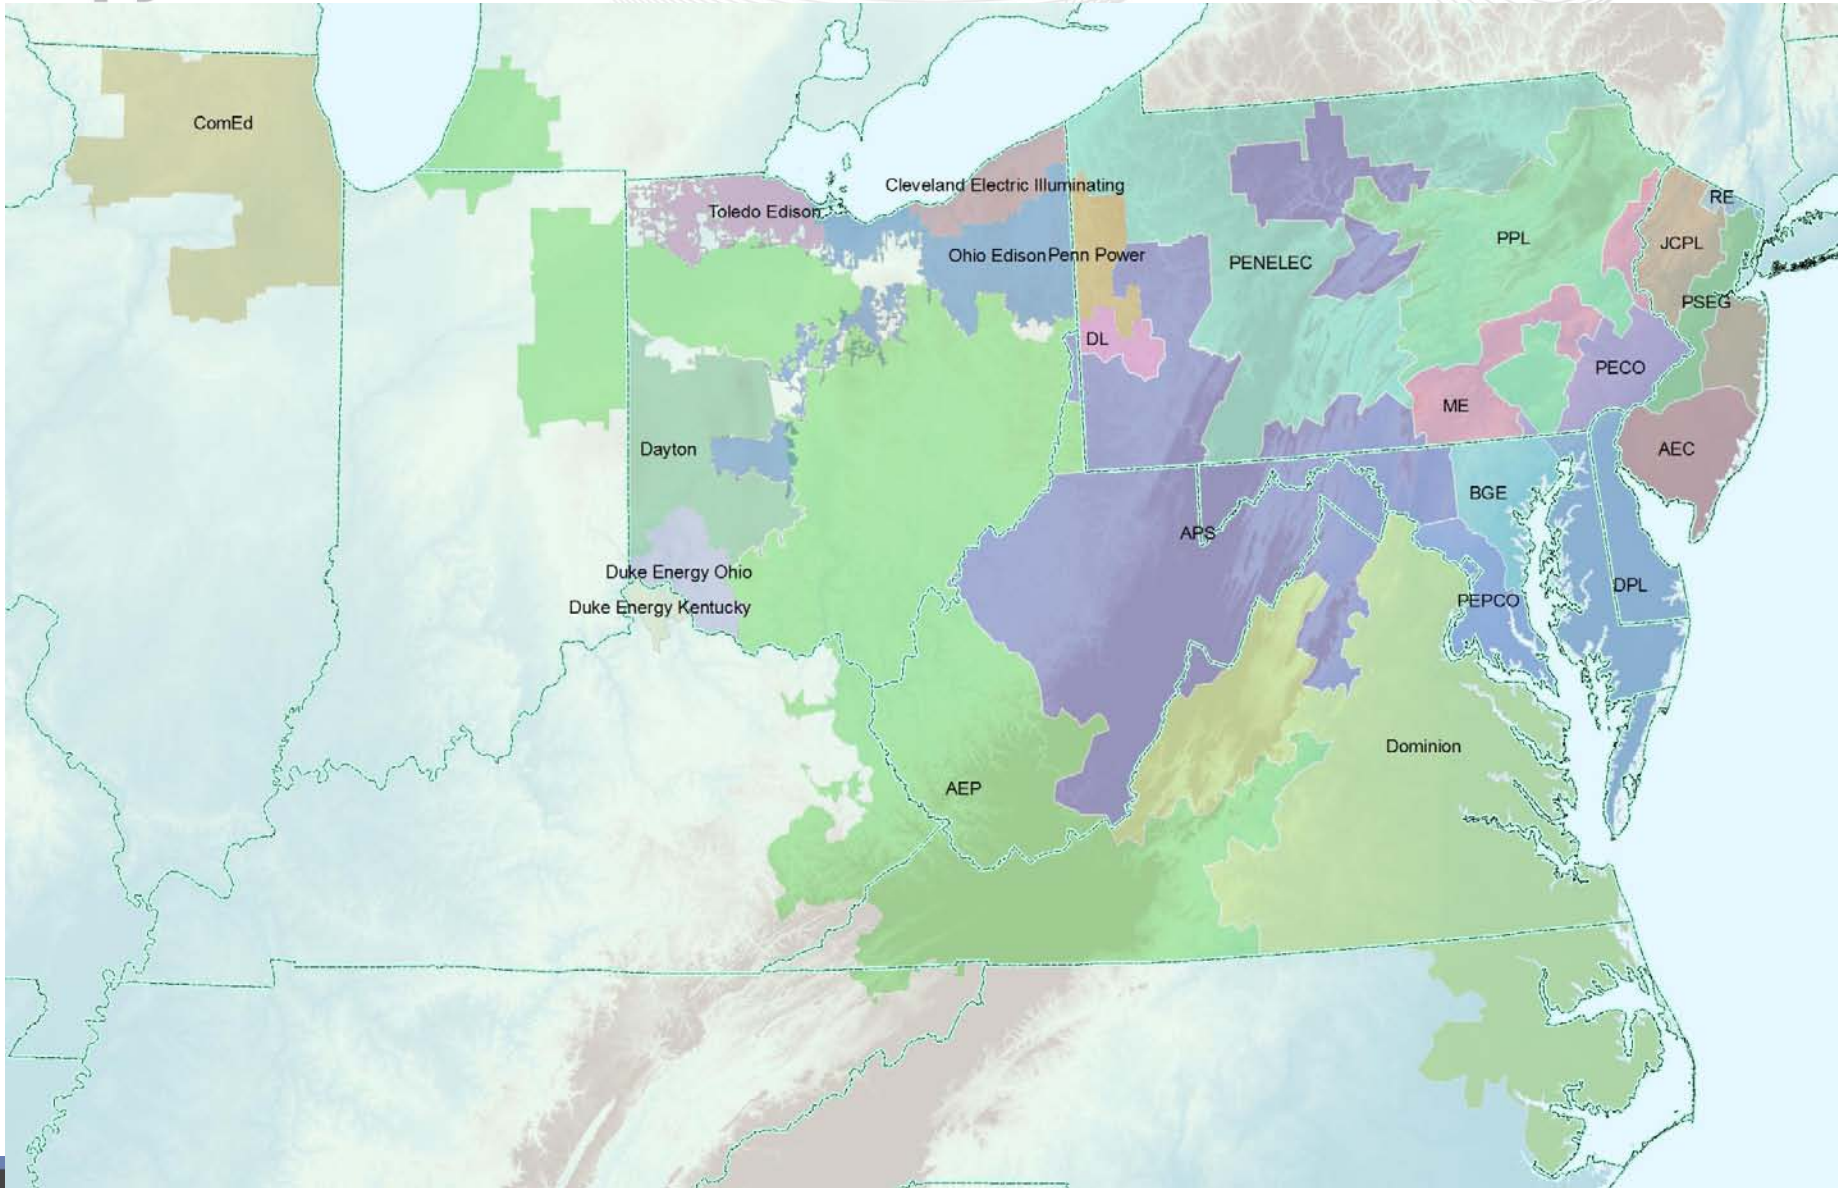 ComEd
Cleveland Electric Illuminating
Toledo Edison
RE
PPL
JCPL
Ohio Edison
Penn Power
PENELEC
PSEG
DL
PECO
ME
Dayton
AEC
BGE
APS
Duke Energy Ohio
DPL
PEPCO
Duke Energy Kentucky
Dominion
AEP